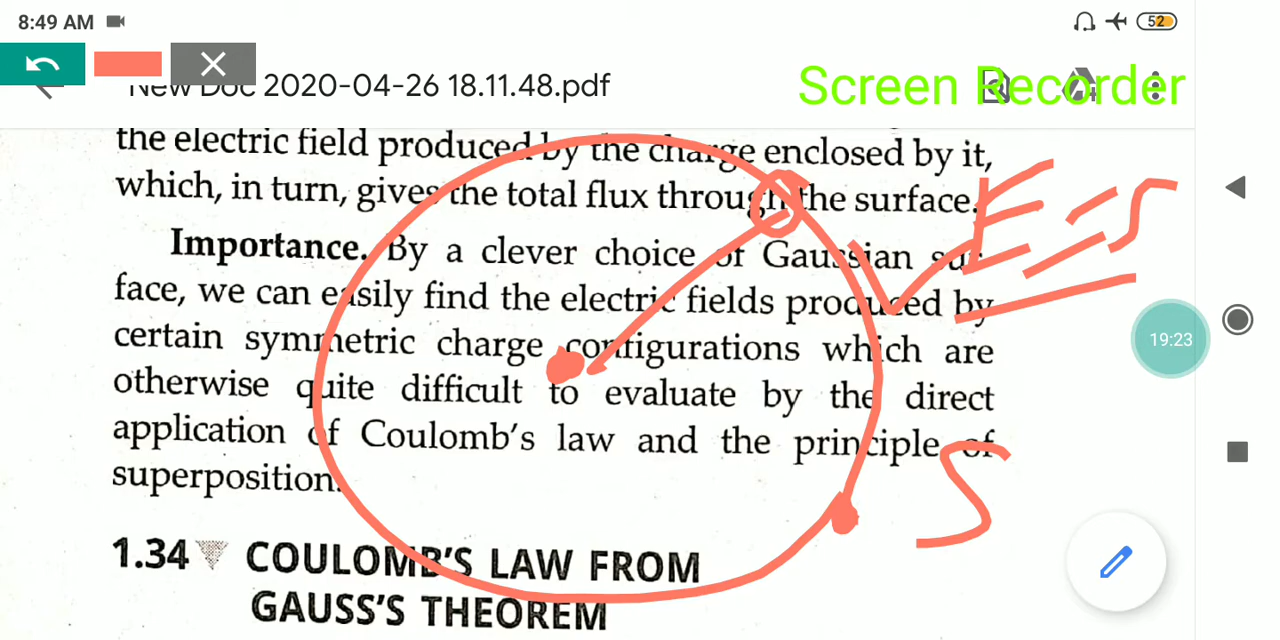 8:49 AM
52
New Doc 2020-04-26 18.11.48.pdf
Screen Recorder
the electric field produced by the charge enclosed by it,
which, in turn, gives the total flux through the surface.
Importance. By a clever choice of Gaussian sur-
face, we can easily find the electric fields produced by
certain symmetric charge configurations which are
otherwise quite difficult to evaluate by the direct
application of Coulomb's law and the principle of
superposition.
19:23
S
1.34 COULOMB'S LAW FROM
GAUSS'S THEOREM